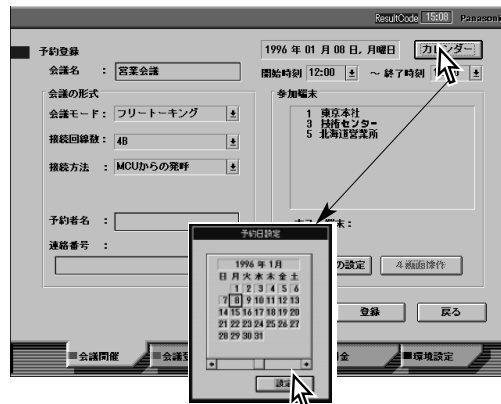 ResultCode 15:08 Panasoni
予約登録
1996 年 01 月 08 日, 月曜日
カレンダー
会議名 : 営業会議
開始時刻 12:00 ～ 終了時刻
会議の形式
参加端末
会議モード : フリートーキング
接続回線数 : 4B
接続方法 : MCUからの発呼
1 東京本社
3 技術センター
5 北海道営業所
予約者名 :
連絡番号 :
端末 :
の設定
4画面操作
登録
戻る
予約日設定
1996 年 1月
日 月 火 水 木 金 土
1 2 3 4 5 6
7 8 9 10 11 12 13
14 15 16 17 18 19 20
21 22 23 24 25 26 27
28 29 30 31
設定
会議開催
会議
金
環境設定